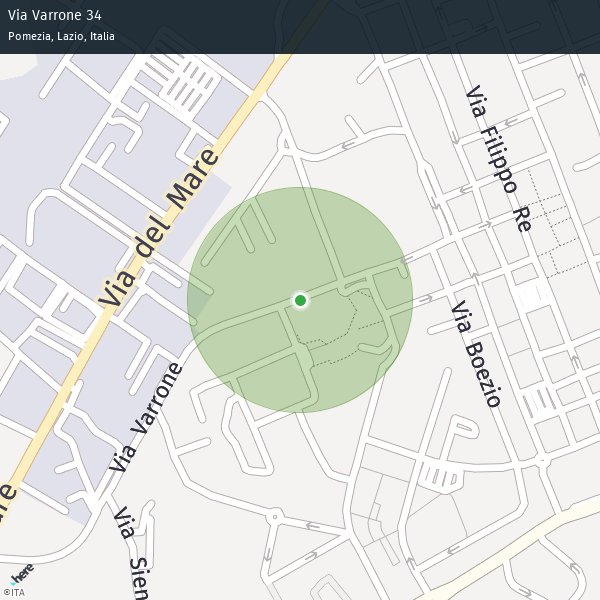 Via Varrone 34
Pomezia, Lazio, Italia
Via Filippo Re
Via del Mare
Via Boezio
Via Varrone
are
Via Sien
here
©ITA